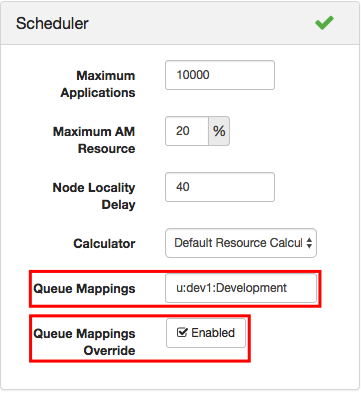 Scheduler
Maximum
Applications
10000
Maximum AM
Resource
20 %
Node Locality
Delay
40
Calculator
Default Resource Calcul
Queue Mappings
u:dev1:Development
Queue Mappings
Override
Enabled